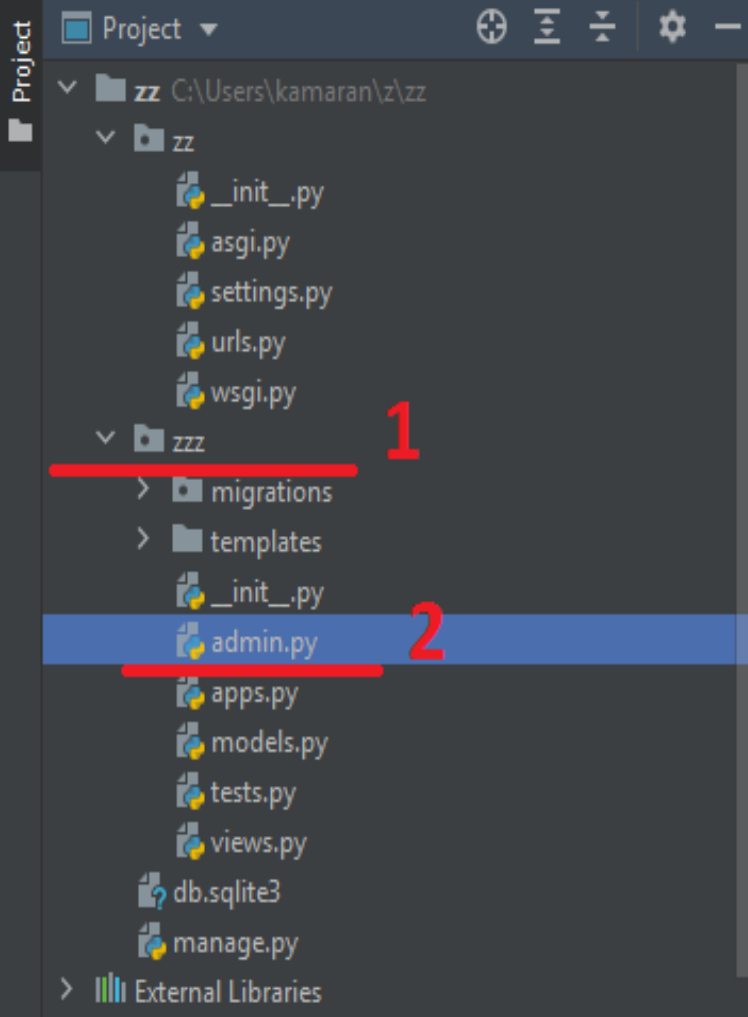 Project
Project
zz C:\Users\kamaran\z\zz
zz
__init__.py
asgi.py
settings.py
urls.py
wsgi.py
1
zzz
migrations
templates
__init__.py
admin.py 2
apps.py
models.py
tests.py
views.py
db.sqlite3
manage.py
External Libraries